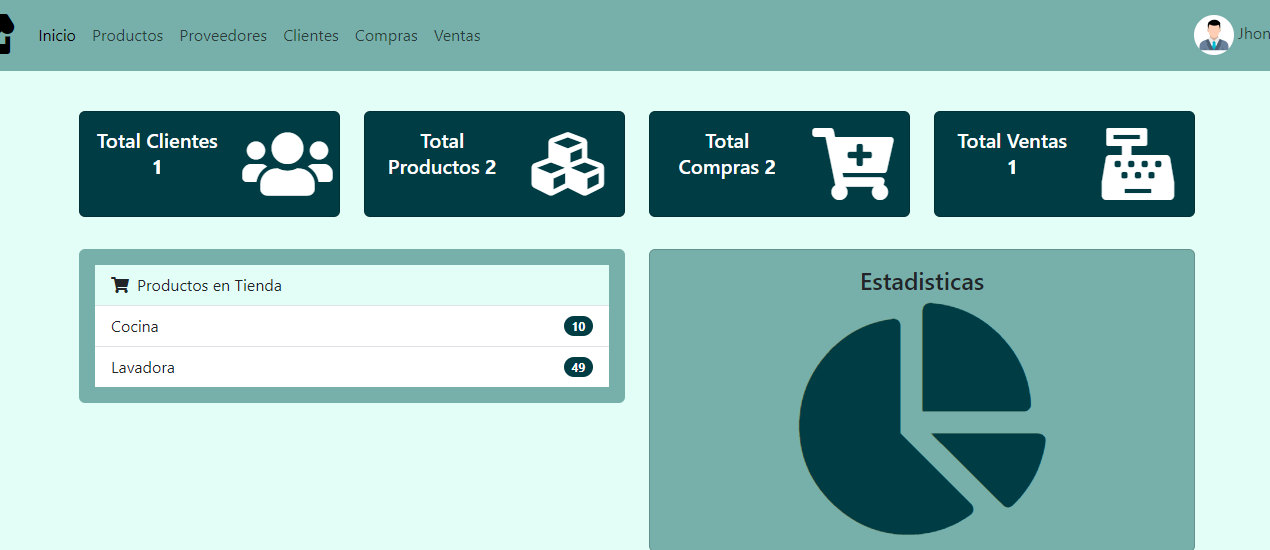 Inicio Productos Proveedores Clientes Compras Ventas Jhon
Total Clientes
1
Total
Productos 2
Total
Compras 2
Total Ventas
1
Productos en Tienda
Cocina 10
Lavadora 49
Estadisticas